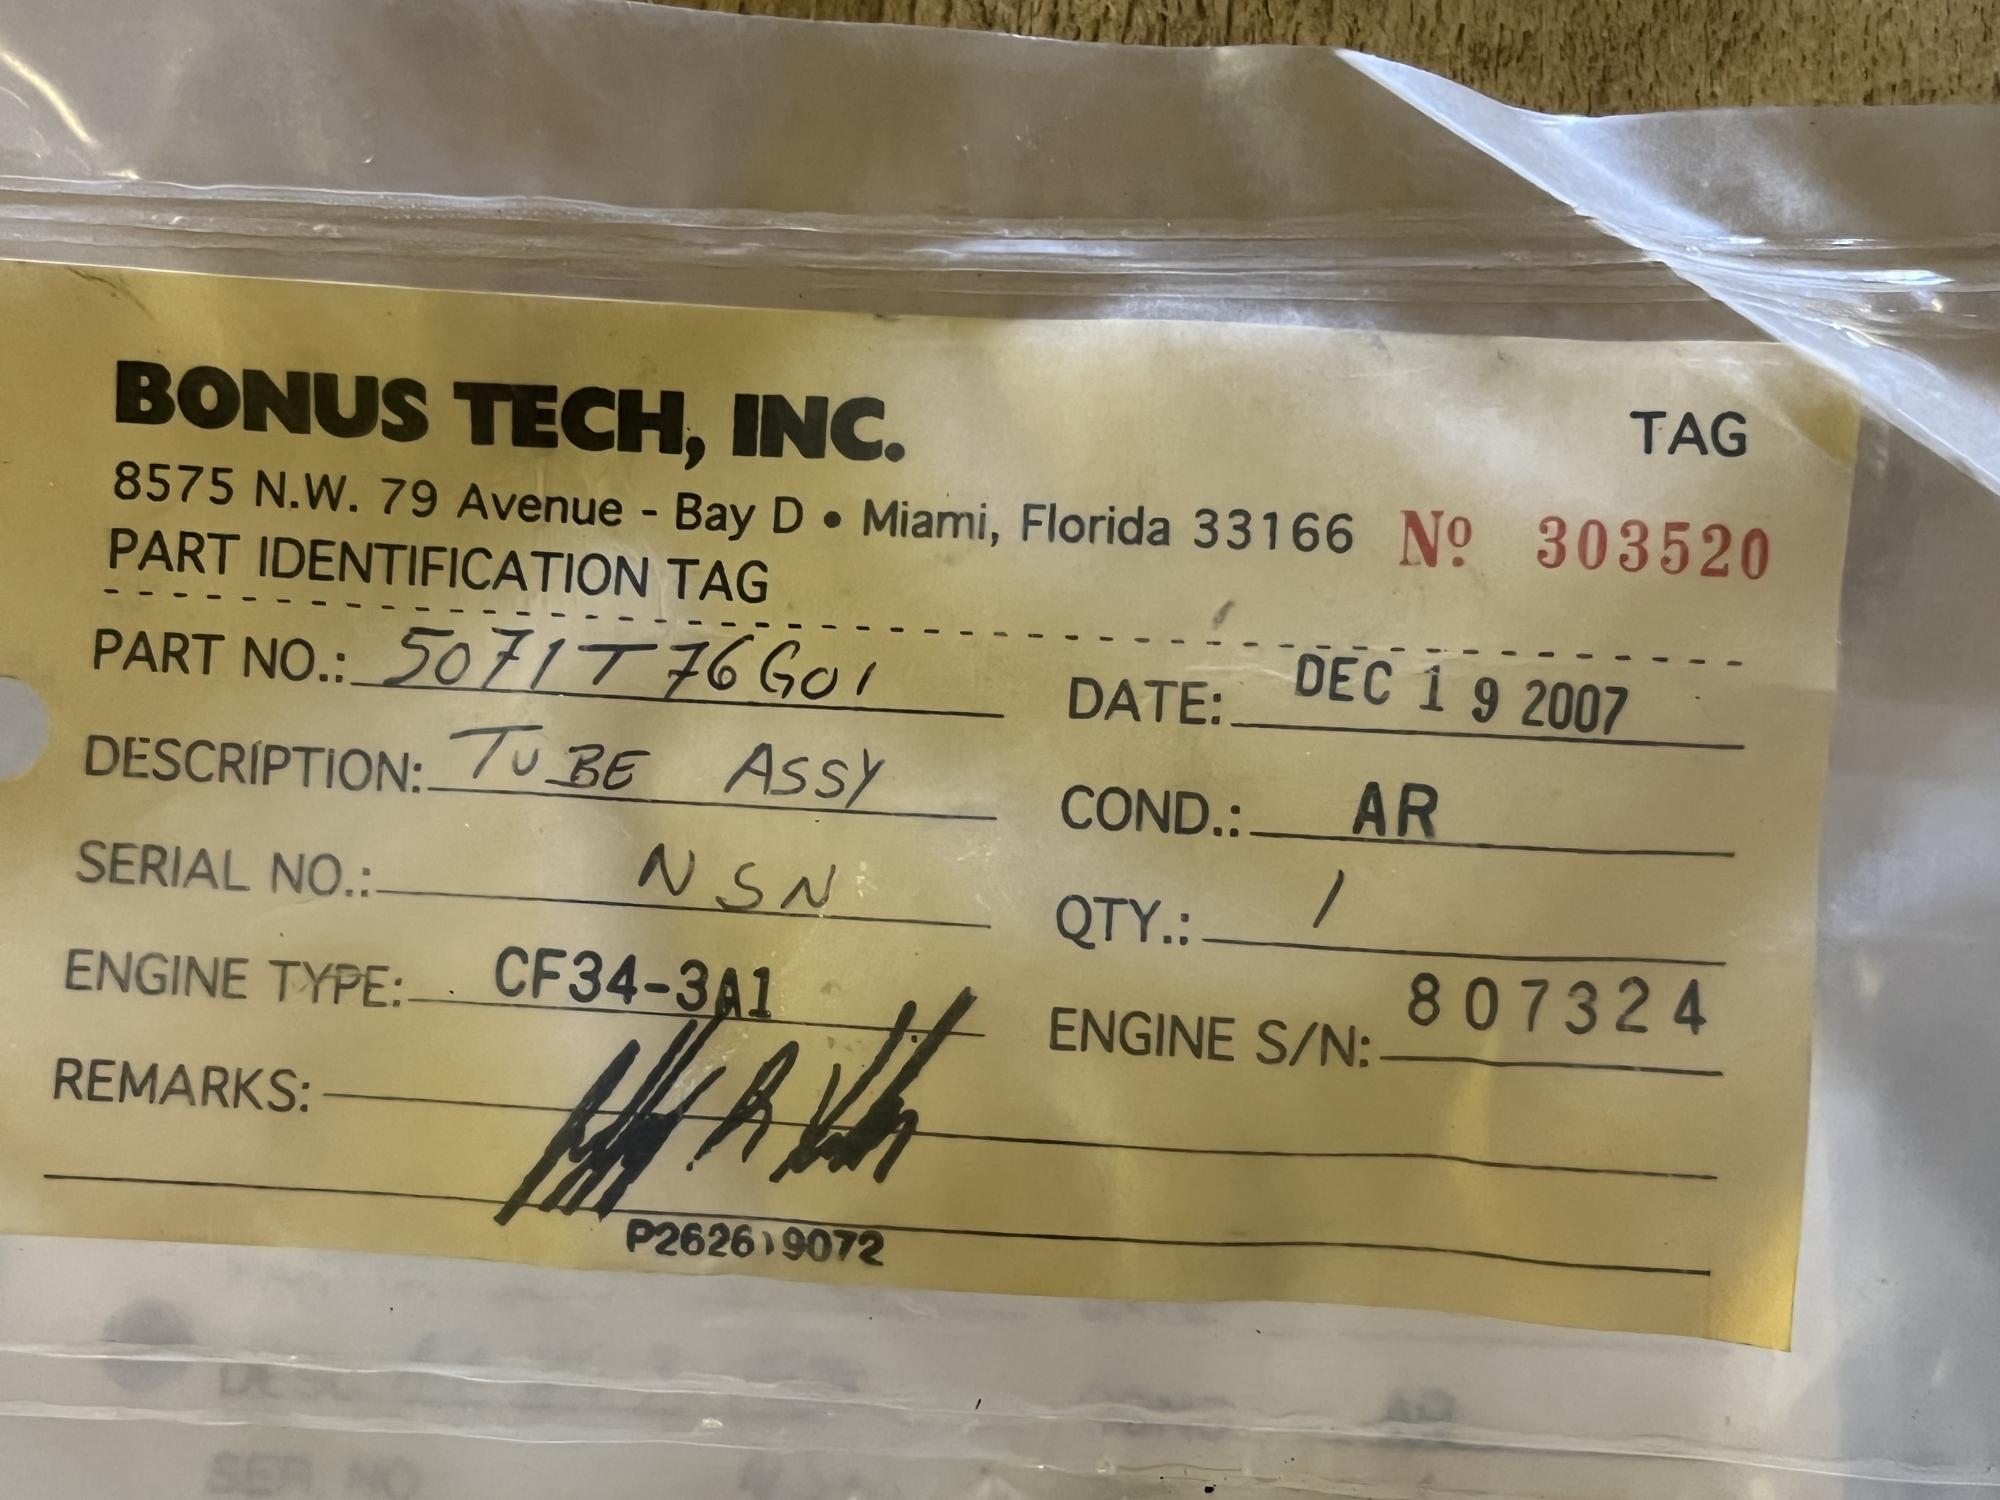 BONUS TECH, INC.
TAG
8575 N.W. 79 Avenue - Bay D • Miami, Florida 33166 Nº 303520
PART IDENTIFICATION TAG
PART NO.: 5071T76G01
DATE: DEC 19 2007
DESCRIPTION: TUBE ASSY
COND.: AR
SERIAL NO.: NSN
QTY.: 1
ENGINE TYPE: CF34-3A1
ENGINE S/N: 807324
REMARKS:
SER NO